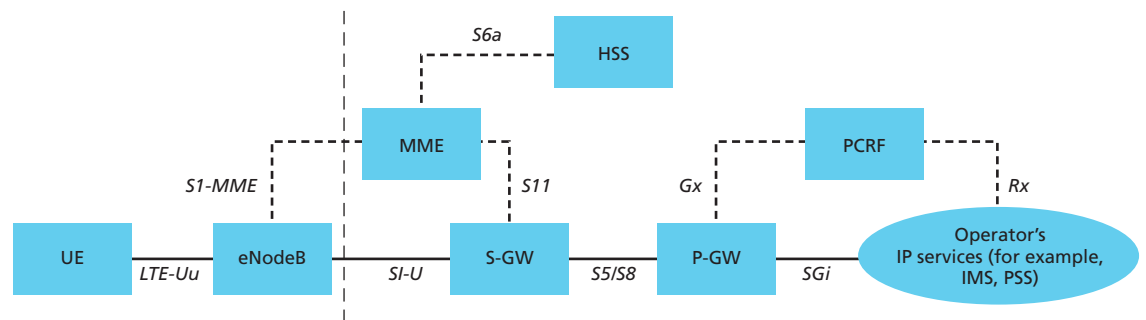 S6a
HSS
MME
PCRF
S1-MME
S11
Gx
Rx
UE
LTE-Uu
eNodeB
SI-U
S-GW
S5/S8
P-GW
SGi
Operator's
IP services (for example,
IMS, PSS)